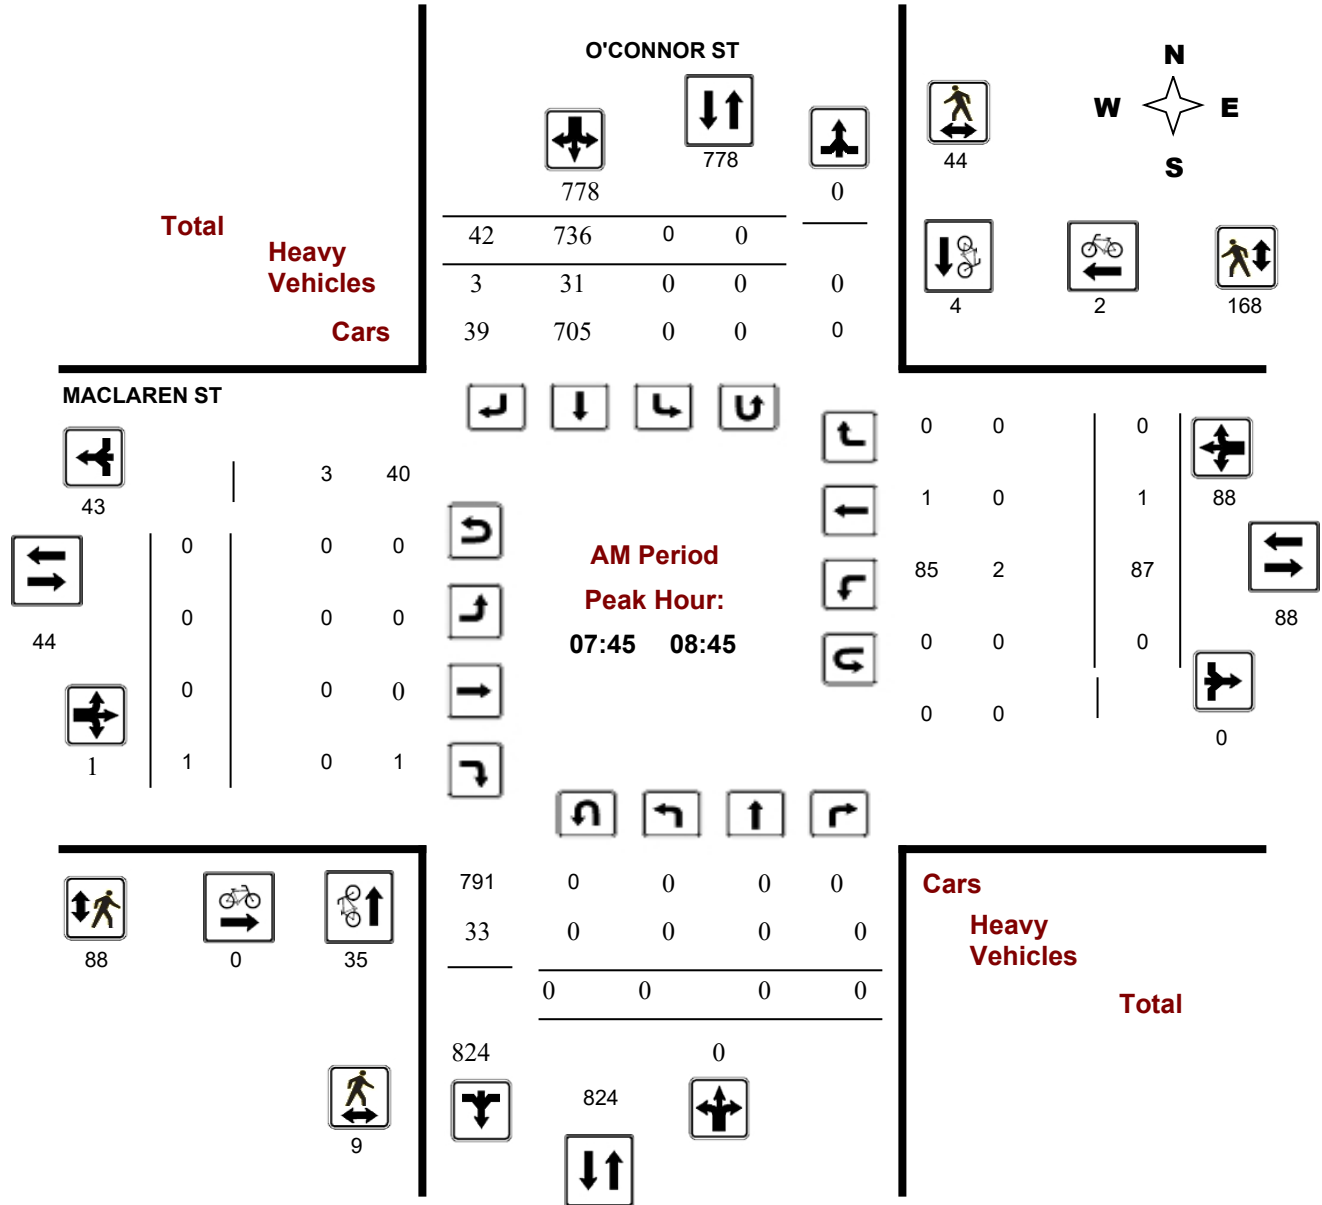 O'CONNOR ST
N
W E
S
778
44
778 0
Total
42 736 0 0
Heavy
Vehicles
3 31 0 0 0
4 2 168
Cars
39 705 0 0 0
MACLAREN ST
0 0 0
3 40
43
1 0 1 88
0 0 0
AM Period
85 2 87
Peak Hour:
0 0 0
44
88
07:45 08:45
0 0 0
0 0 0
0 0
0
1
1 0 1
791 0 0 0 0
Cars
33 0 0 0 0
Heavy
Vehicles
88 0 35
0 0 0 0
Total
824 0
824
9